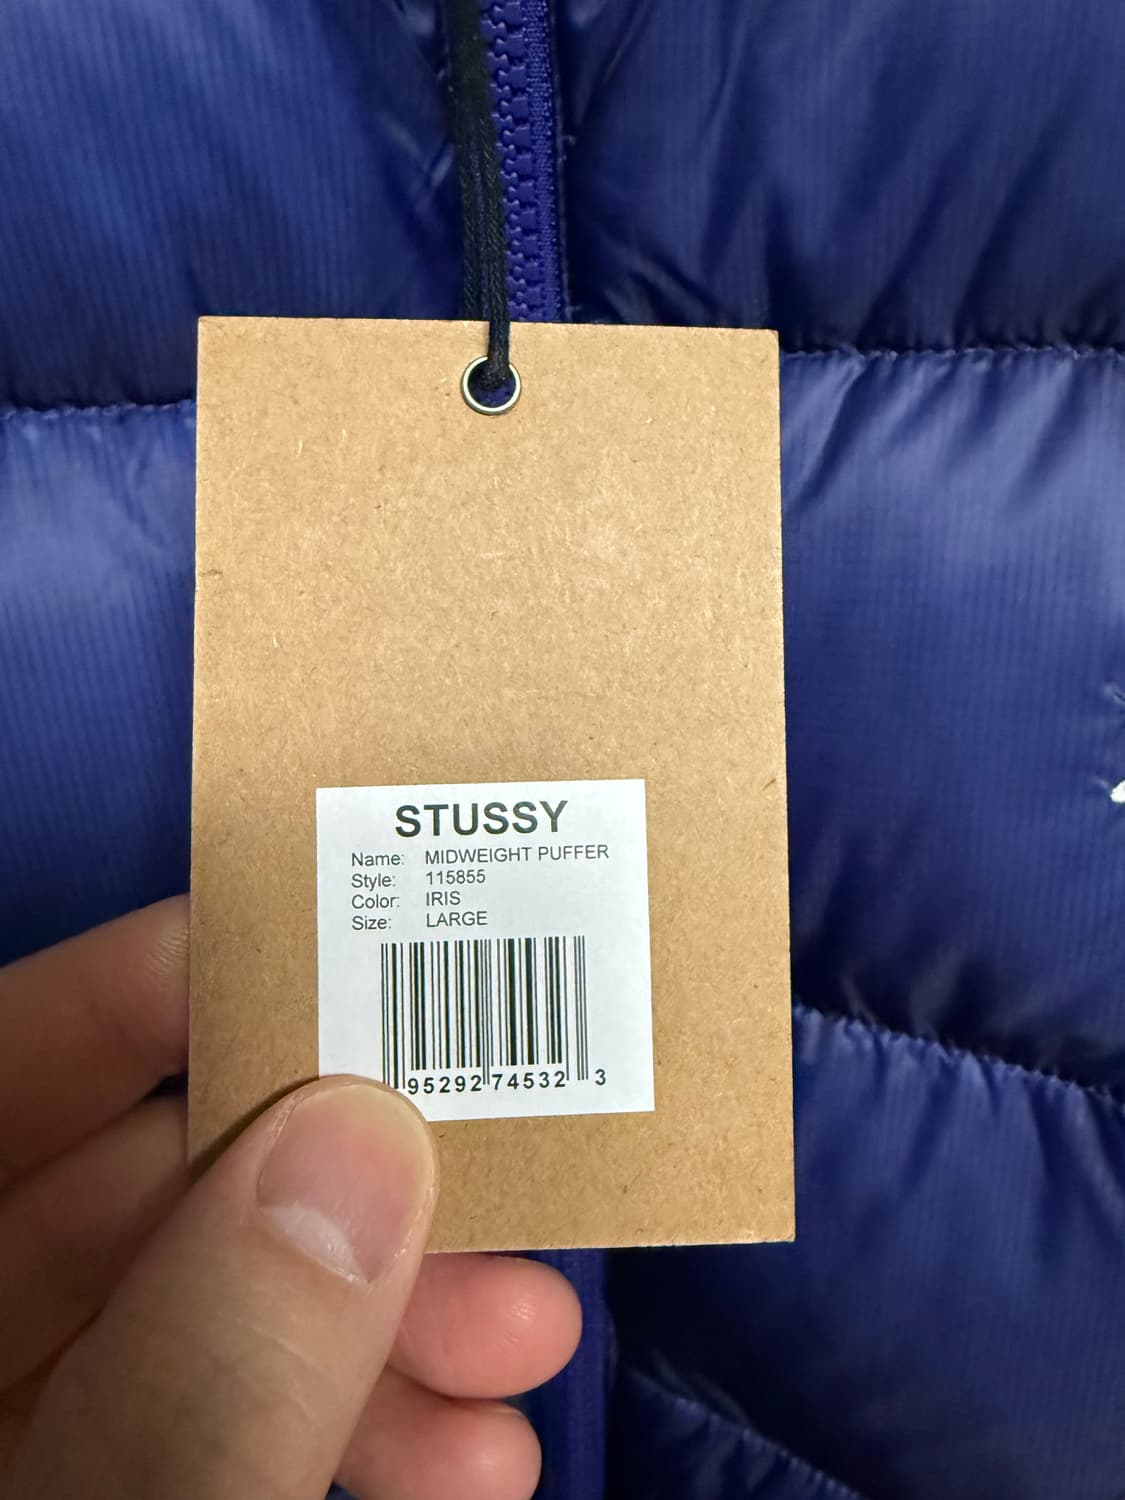 STUSSY
Name: MIDWEIGHT PUFFER
Style: 115855
Color: IRIS
Size: LARGE
95292 74532 3